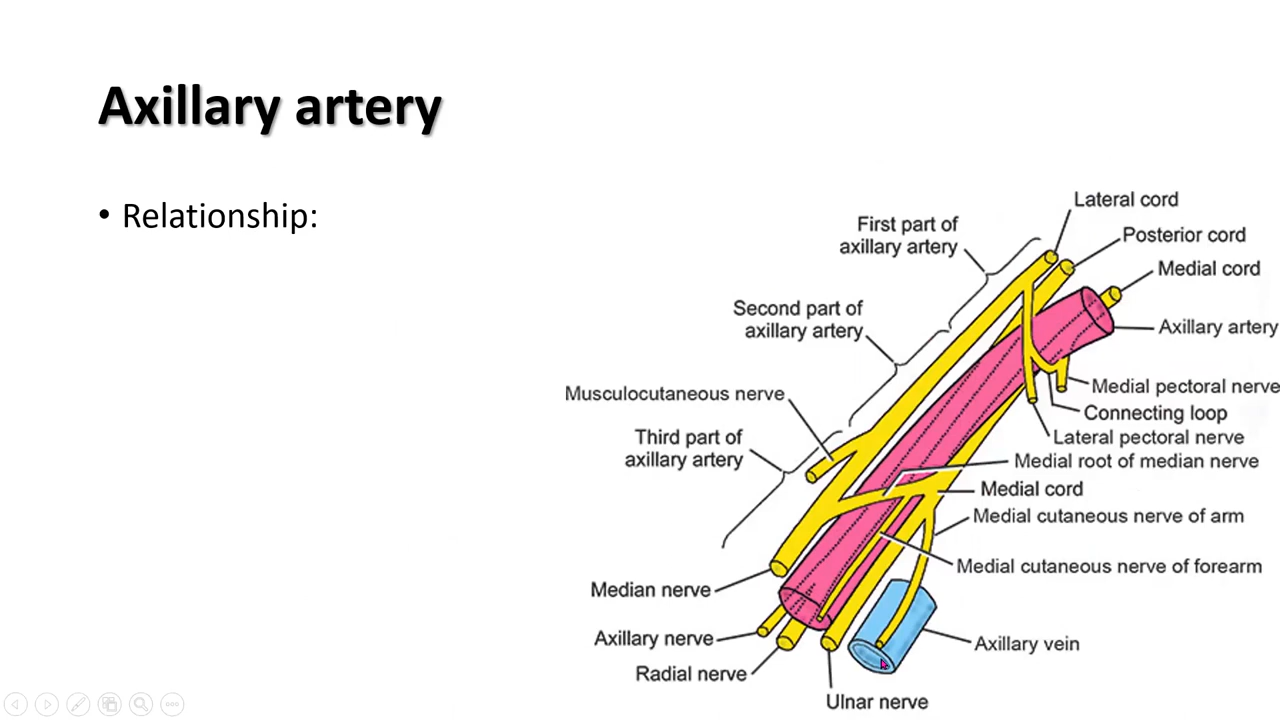 Axillary artery
• Relationship:
Lateral cord
First part of
axillary artery
Posterior cord
Medial cord
Second part of
axillary artery
Axillary artery
Musculocutaneous nerve
Medial pectoral nerve
Connecting loop
Third part of
axillary artery
Lateral pectoral nerve
Medial root of median nerve
Medial cord
Medial cutaneous nerve of arm
Medial cutaneous nerve of forearm
Median nerve
Axillary nerve
Axillary vein
Radial nerve
Ulnar nerve